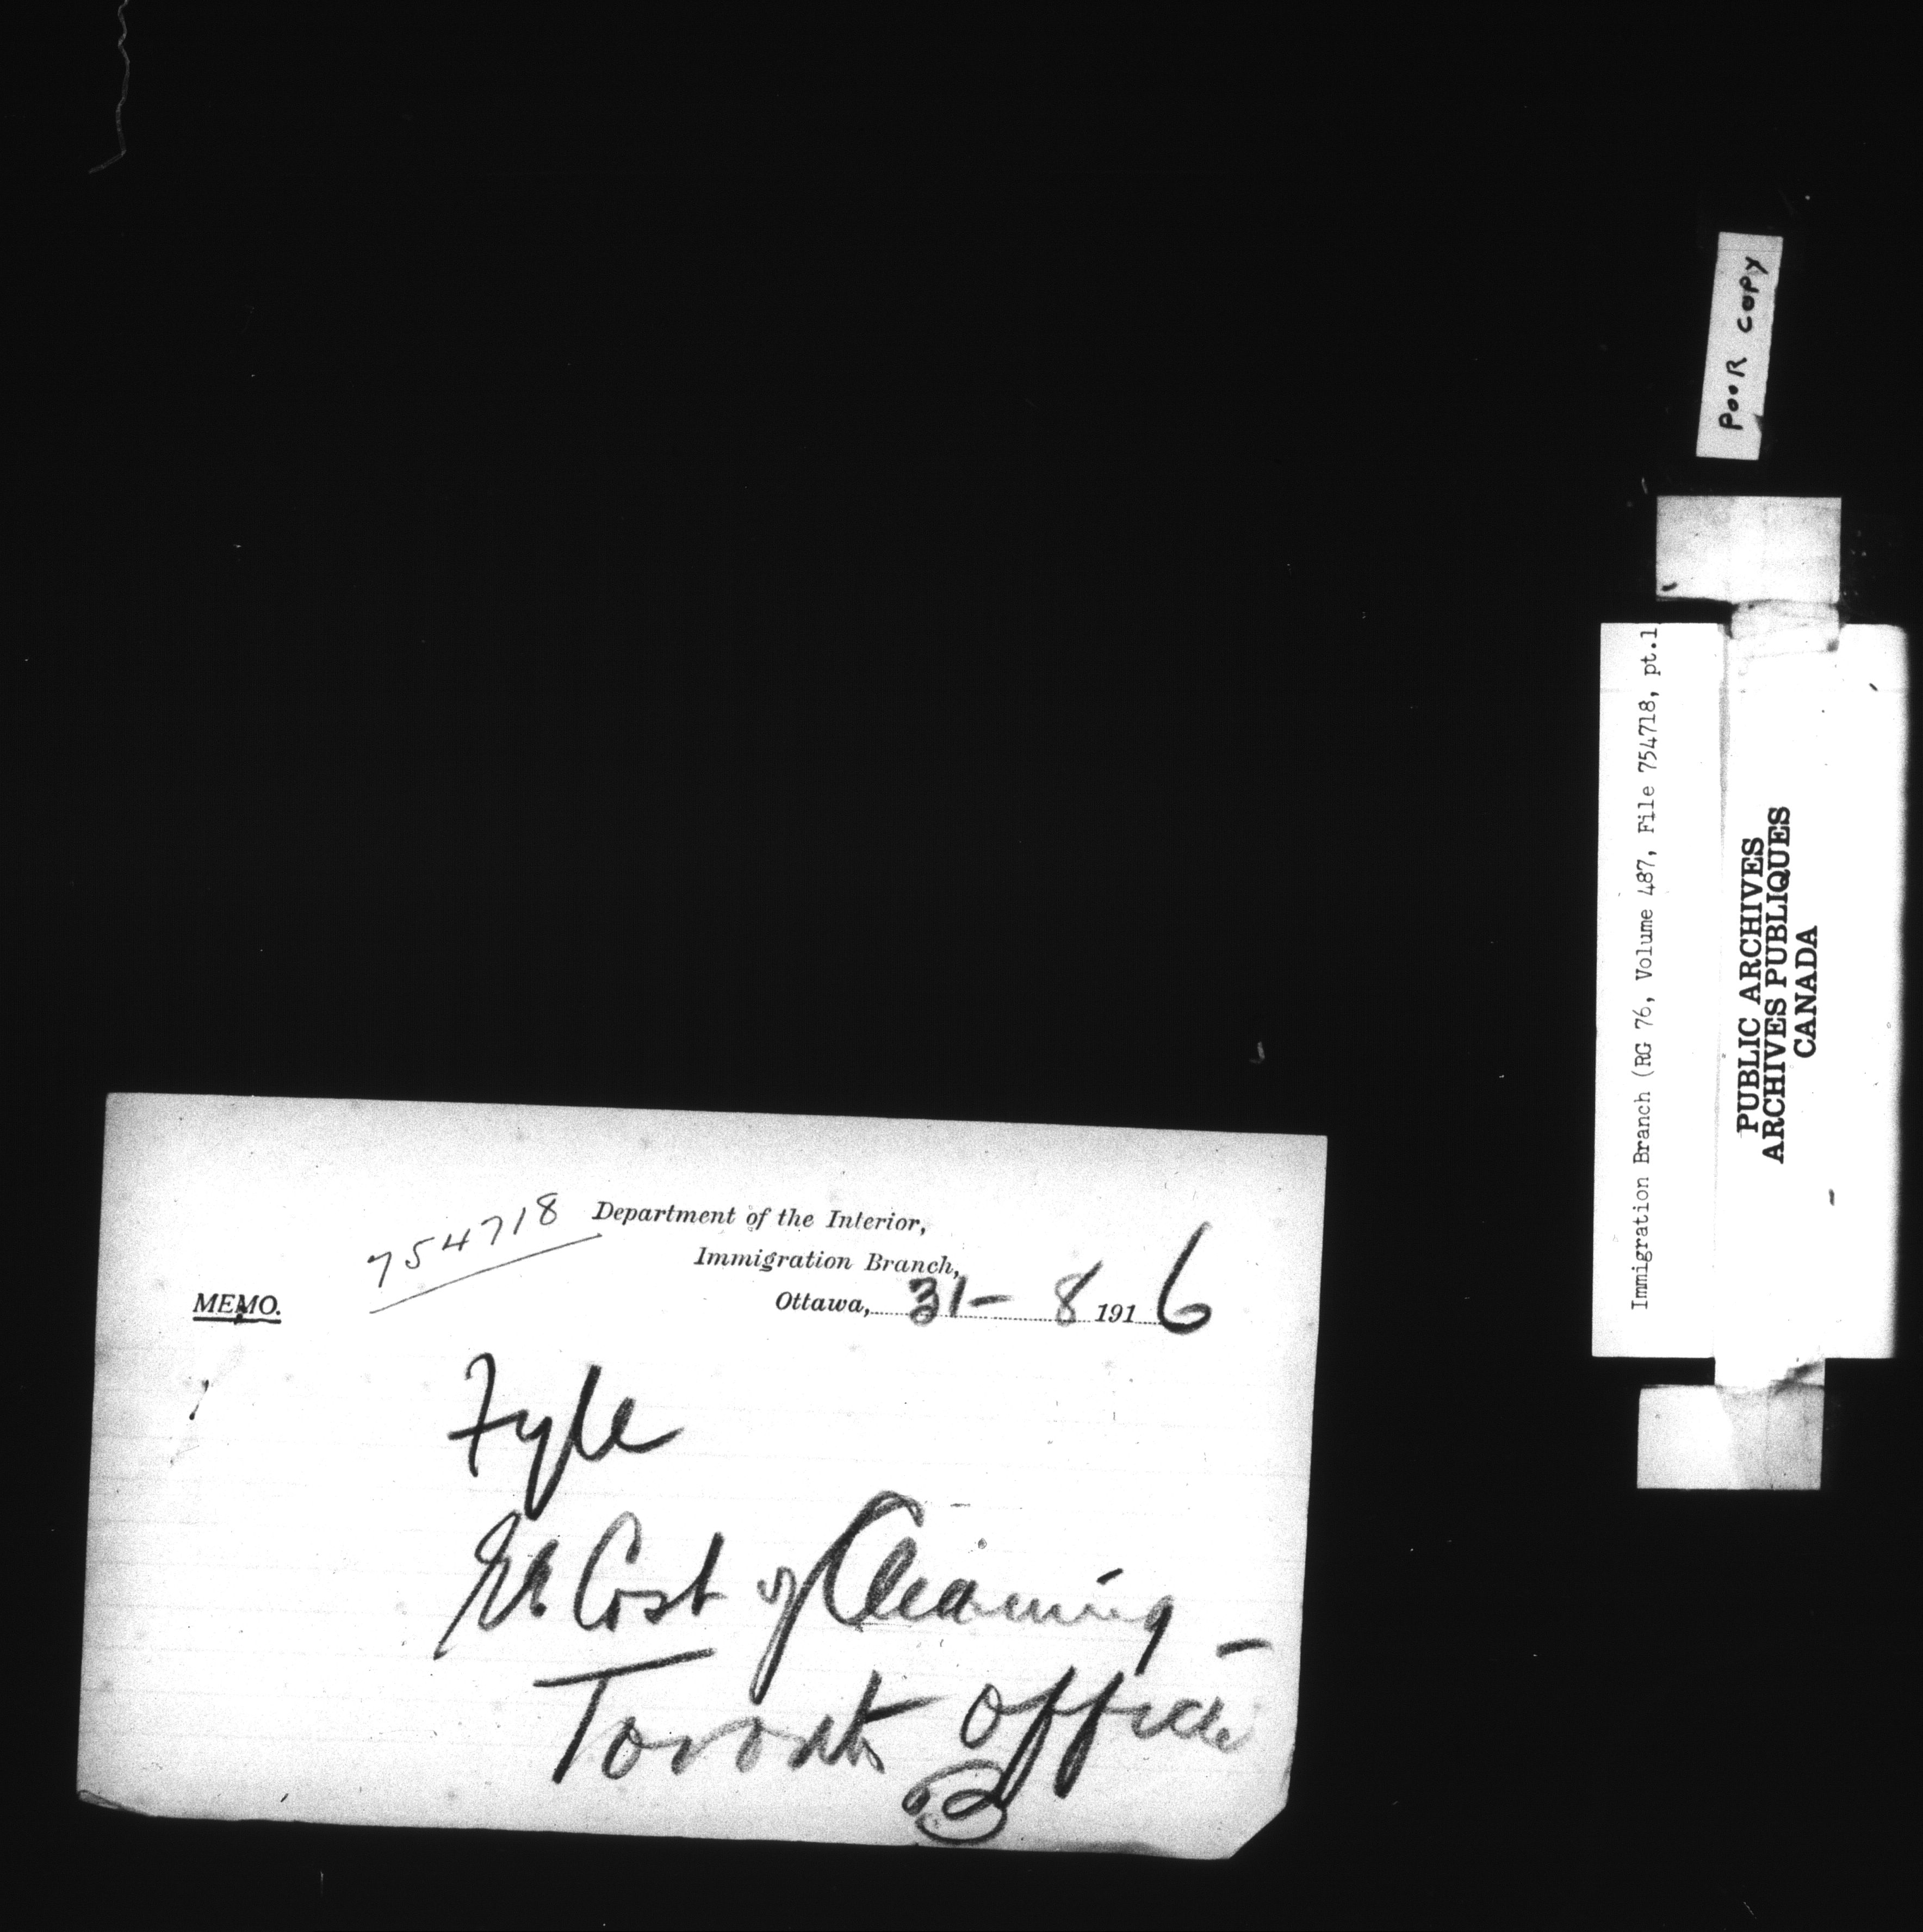 754718
Department of the Interior,
Immigration Branch,
MEMO.
Ottawa, 31- 8 1916
Fyle
Re Cost of Cleaning -
Toronto Office
POOR COPY
Immigration Branch (RG 76, Volume 487, File 754718, pt.1
PUBLIC ARCHIVES
ARCHIVES PUBLIQUES
CANADA